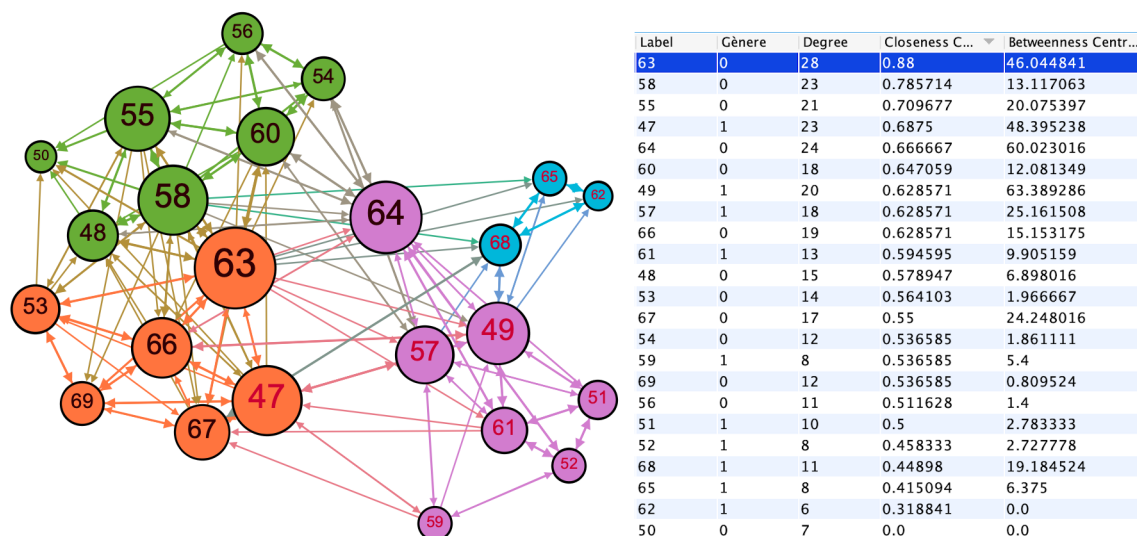 56
54
55
60
50
58
48
64
65
62
68
63
53
66
57
49
69
47
67
61
51
52
59
Label Gènere Degree Closeness C... Betweenness Centr...
63 0 28 0.88 46.044841
58 0 23 0.785714 13.117063
55 0 21 0.709677 20.075397
47 1 23 0.6875 48.395238
64 0 24 0.666667 60.023016
60 0 18 0.647059 12.081349
49 1 20 0.628571 63.389286
57 1 18 0.628571 25.161508
66 0 19 0.628571 15.153175
61 1 13 0.594595 9.905159
48 0 15 0.578947 6.898016
53 0 14 0.564103 1.966667
67 0 17 0.55 24.248016
54 0 12 0.536585 1.861111
59 1 8 0.536585 5.4
69 0 12 0.536585 0.809524
56 0 11 0.511628 1.4
51 1 10 0.5 2.783333
52 1 8 0.458333 2.727778
68 1 11 0.44898 19.184524
65 1 8 0.415094 6.375
62 1 6 0.318841 0.0
50 0 7 0.0 0.0